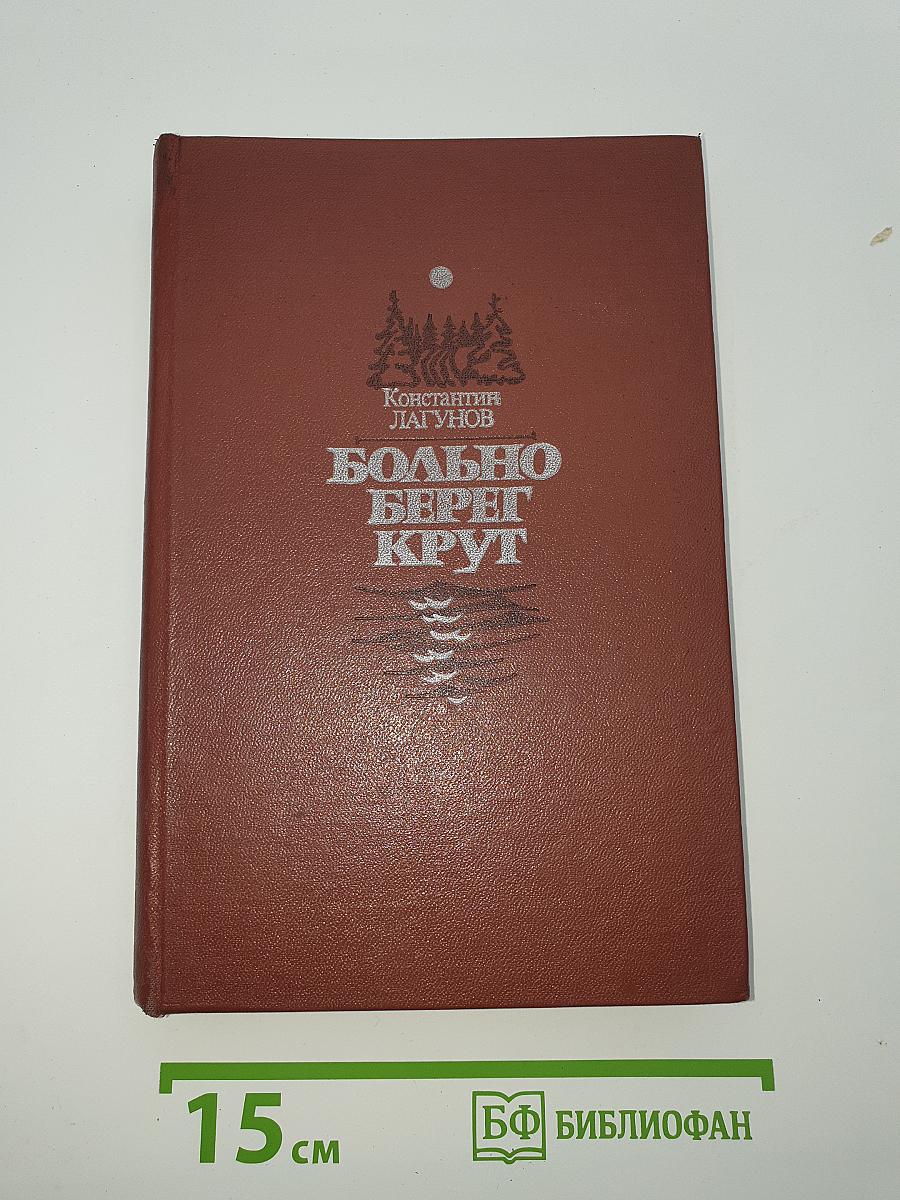 Константин
ЛАГУНОВ
БОЛЬНО
БЕРЕГ
КРУТ
15 см
БФ БИБЛИОФАН